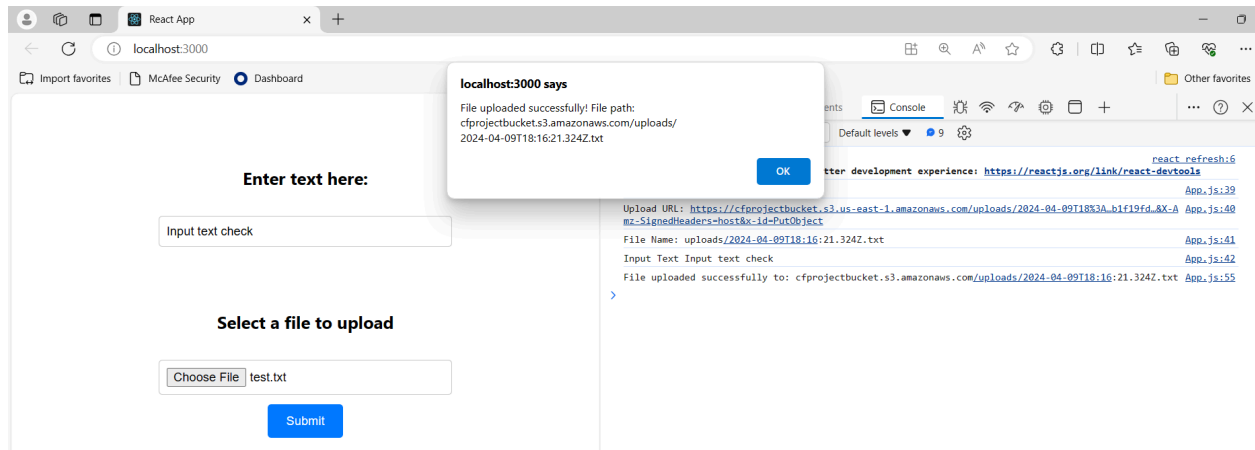 React App
localhost:3000
Import favorites
McAfee Security
Dashboard
Other favorites
localhost:3000 says
File uploaded successfully! File path:
cfprojectbucket.s3.amazonaws.com/uploads/
2024-04-09T18:16:21.324Z.txt
OK
Enter text here:
Input text check
Select a file to upload
Choose File test.txt
Submit
Console
Default levels ▼ 9
react refresh:6
development experience: https://reactjs.org/link/react-devtools
App.js:39
Upload URL: https://cfprojectbucket.s3.us-east-1.amazonaws.com/uploads/2024-04-09T18%3A…b1f19fd…&X-A App.js:40
mz-SignedHeaders=host&x-id=PutObject
File Name: uploads/2024-04-09T18:16:21.324Z.txt App.js:41
Input Text Input text check App.js:42
File uploaded successfully to: cfprojectbucket.s3.amazonaws.com/uploads/2024-04-09T18:16:21.324Z.txt App.js:55